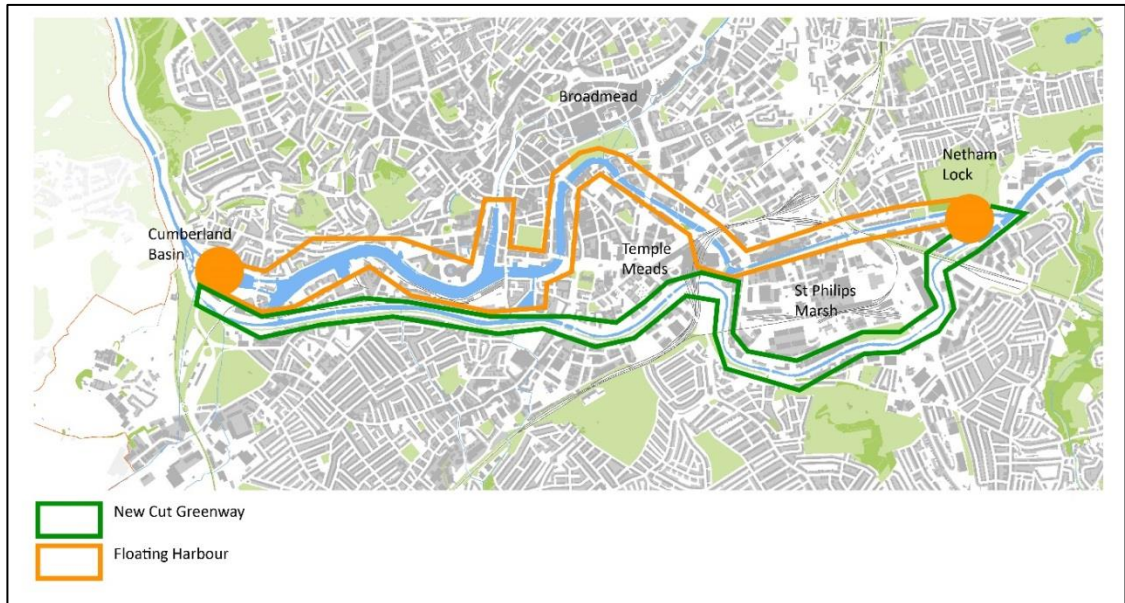 Broadmead
Netham
Lock
Cumberland
Basin
Temple
Meads
St Philips
Marsh
New Cut Greenway
Floating Harbour